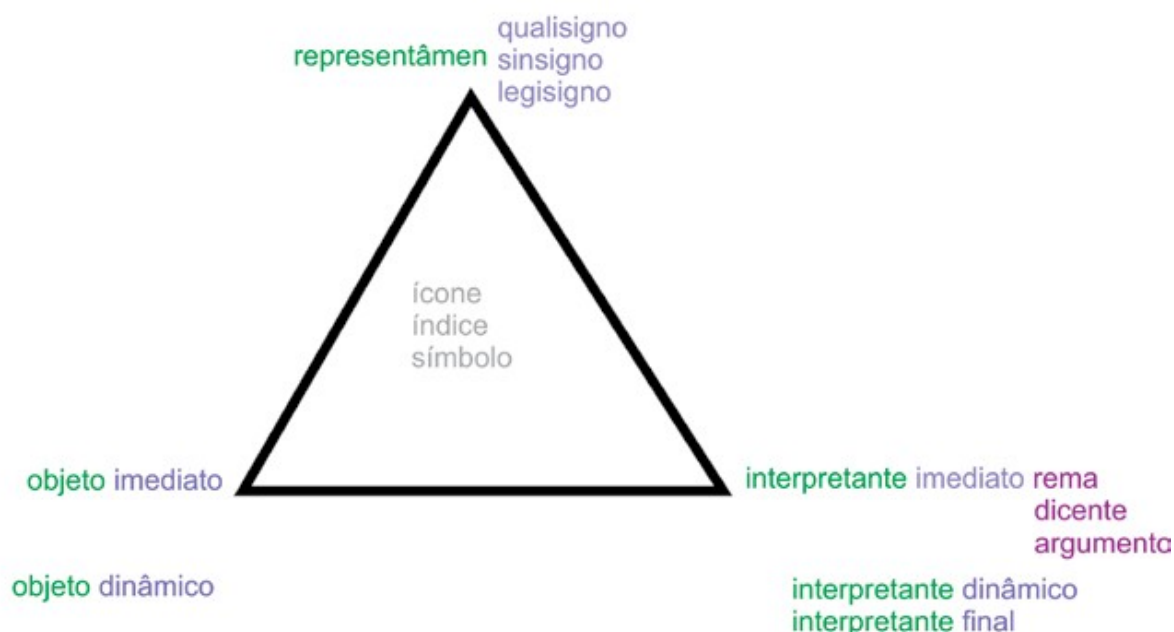 qualisigno
representâmen sinsigno
legisigno
ícone
índice
símbolo
objeto imediato
interpretante imediato rema
dicente
argumento
objeto dinâmico
interpretante dinâmico
interpretante final